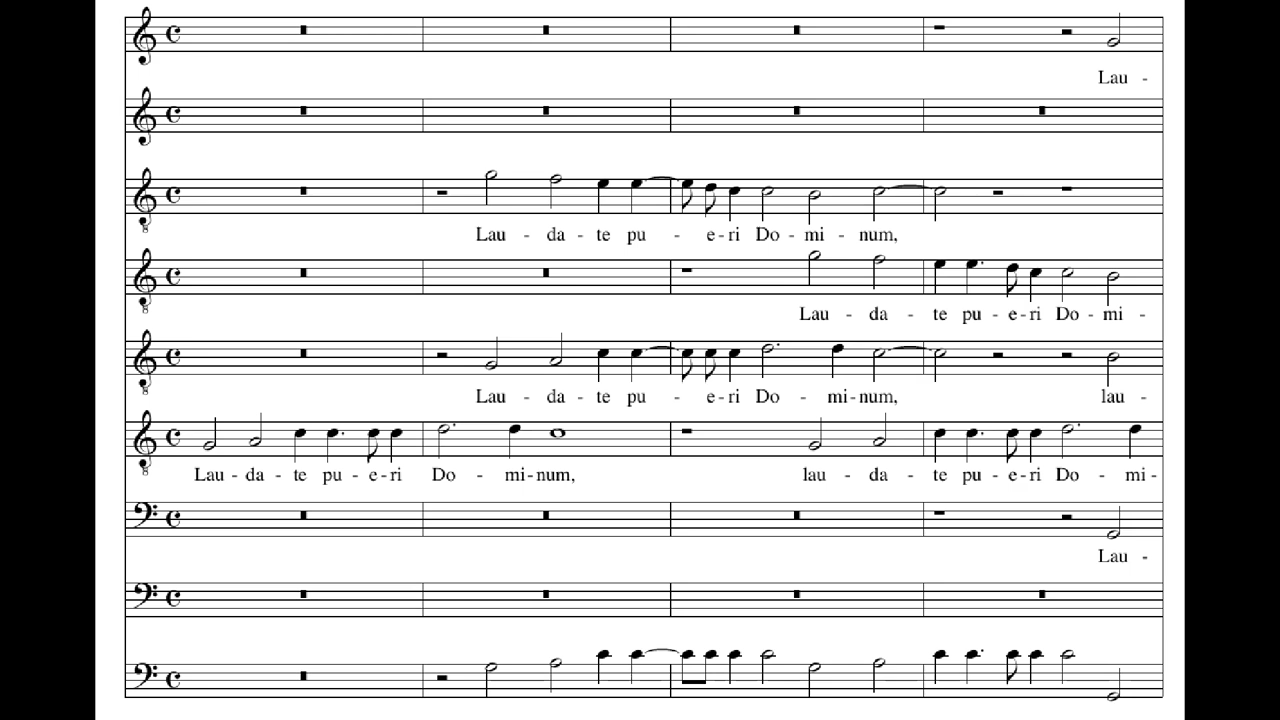 Lau -
Lau - da - te pu - e - ri Do - mi - num,
Lau - da - te pu - e - ri Do - mi -
Lau - da - te pu - e - ri Do - mi - num, lau -
Lau - da - te pu - e - ri Do - mi - num, lau - da - te pu - e - ri Do - mi -
Lau -